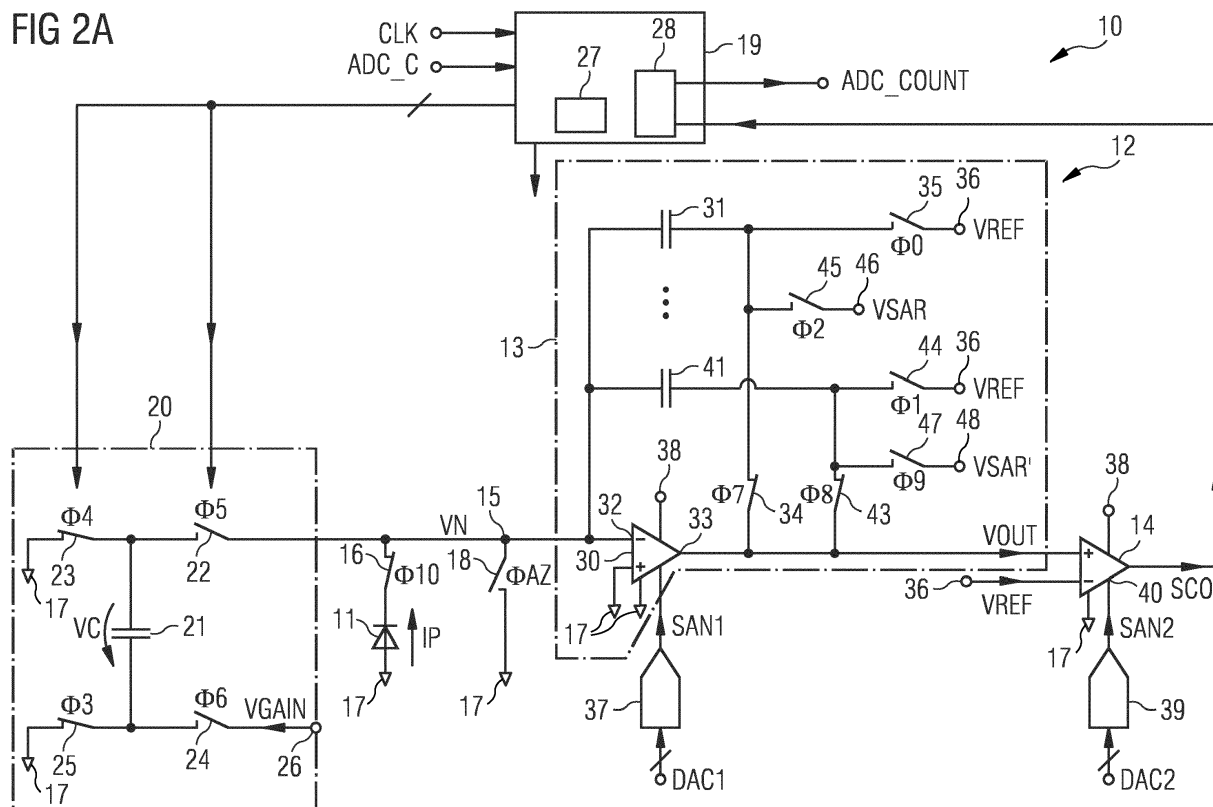 FIG 2A
CLK
ADC_C
27
28
19
10
ADC_COUNT
12
31
35
36
VREF
Φ0
45
46
VSAR
Φ2
13
41
44
36
VREF
Φ1
47
48
VSAR'
Φ9
20
38
38
Φ7
34
Φ8
43
Φ4
Φ5
VN
15
32
33
VOUT
14
23
22
16
Φ10
18
ΦAZ
30
36
VREF
40
SCO
17
VC
21
11
IP
17
SAN1
17
SAN2
Φ3
Φ6
VGAIN
17
17
37
39
25
24
26
17
DAC1
DAC2